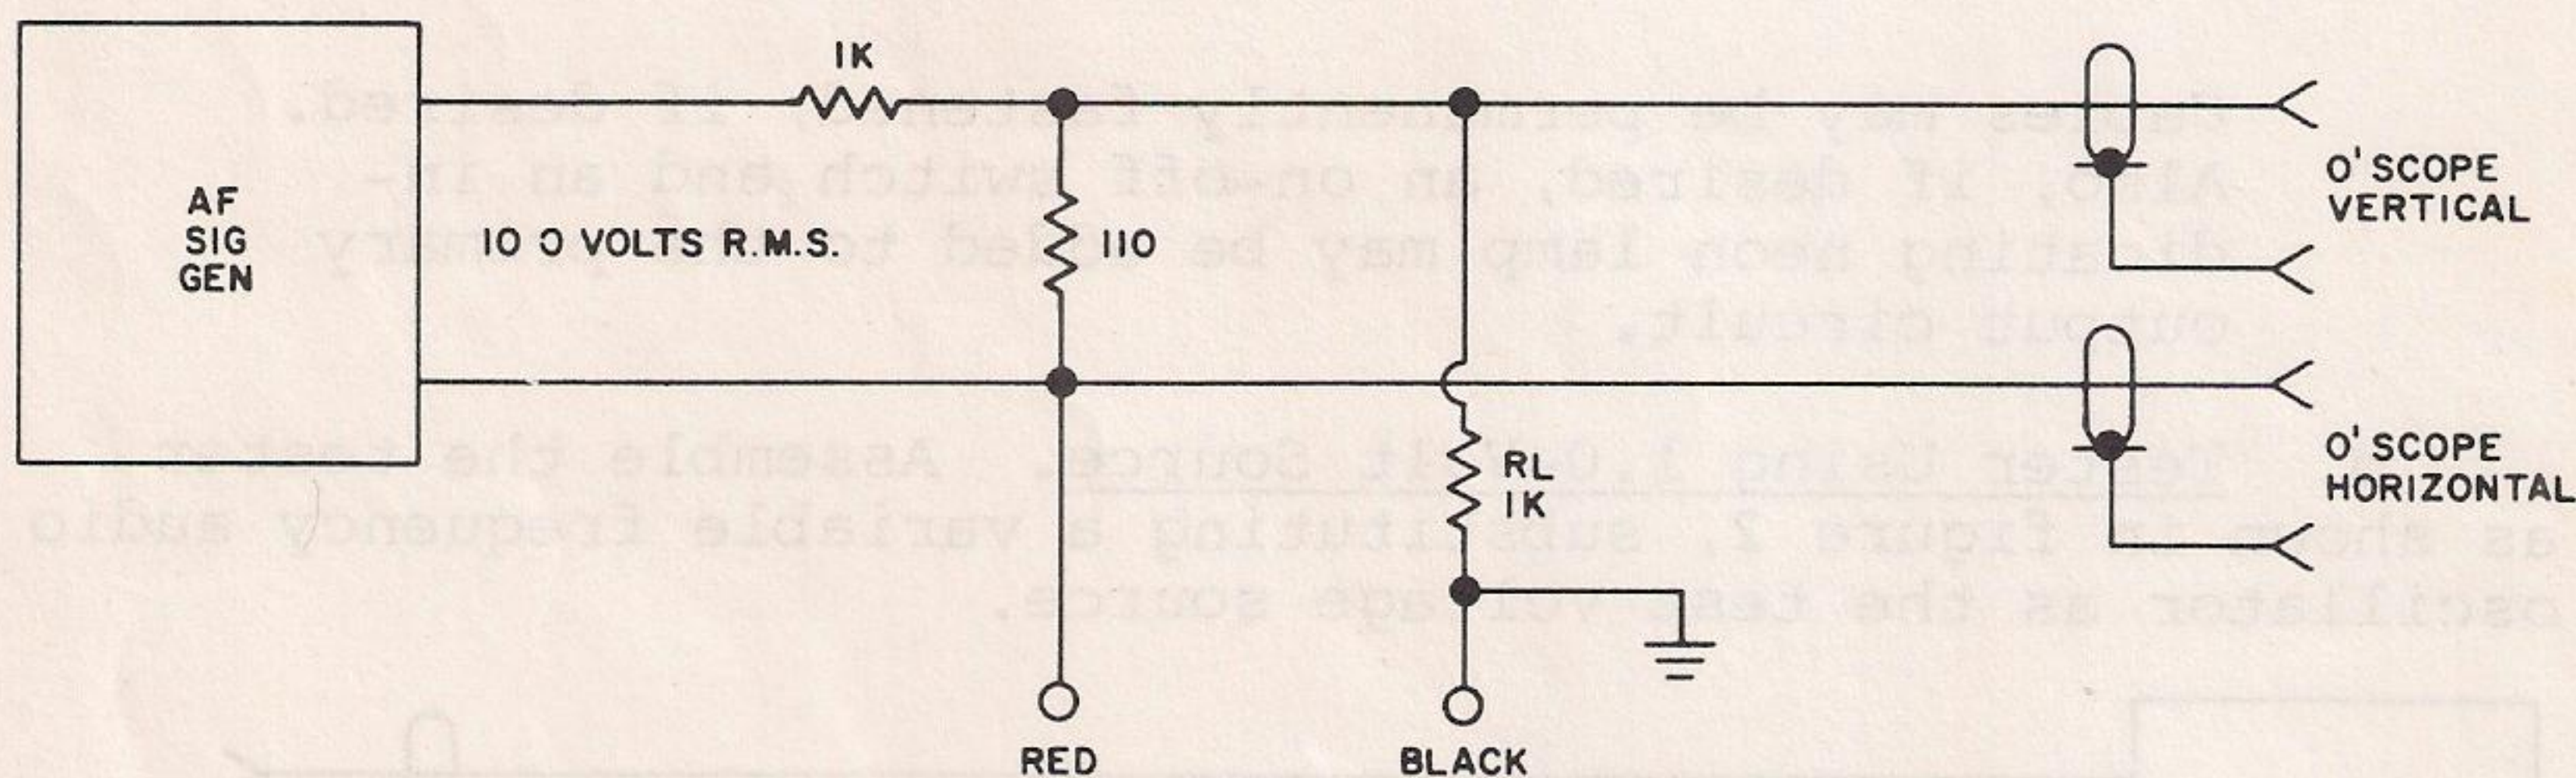 1K
AF
SIG
GEN
10 0 VOLTS R.M.S.
110
O'SCOPE
VERTICAL
O'SCOPE
HORIZONTAL
RL
1K
RED
BLACK